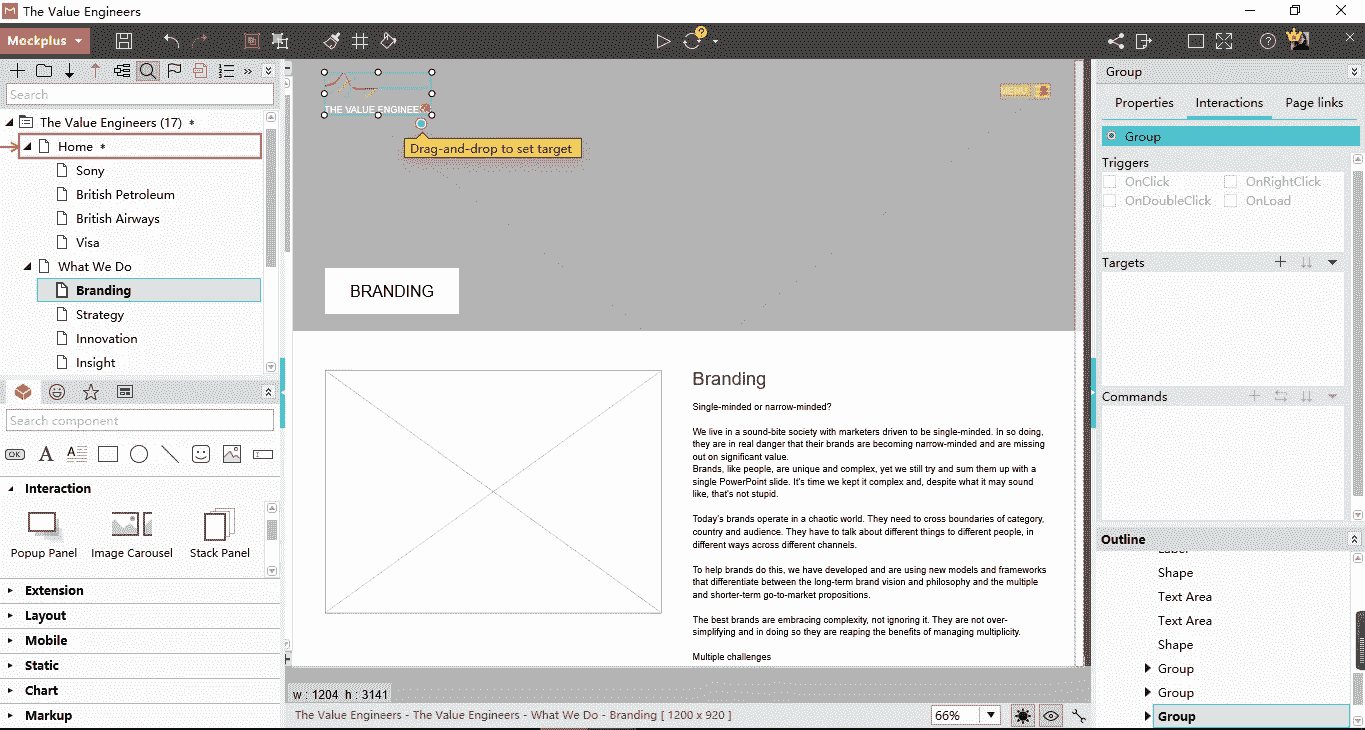 The Value Engineers
Mockplus
Search
The Value Engineers (17) *
Home *
Sony
British Petroleum
British Airways
Visa
What We Do
Branding
Strategy
Innovation
Insight
Search component
OK
Interaction
Popup Panel
Image Carousel
Stack Panel
Extension
Layout
Mobile
Static
Chart
Markup
THE VALUE ENGINEE
Drag-and-drop to set target
BRANDING
Branding
Single-minded or narrow-minded?
We live in a sound-bite society with marketers driven to be single-minded. In so doing,
they are in real danger that their brands are becoming narrow-minded and are missing
out on significant value.
Brands, like people, are unique and complex, yet we still try and sum them up with a
single PowerPoint slide. It's time we kept it complex and, despite what it may sound
like, that's not stupid.
Today's brands operate in a chaotic world. They need to cross boundaries of category,
country and audience. They have to talk about different things to different people, in
different ways across different channels.
To help brands do this, we have developed and are using new models and frameworks
that differentiate between the long-term brand vision and philosophy and the multiple
and shorter-term go-to-market propositions.
The best brands are embracing complexity, not ignoring it. They are not over-
simplifying and in doing so they are reaping the benefits of managing multiplicity.
Multiple challenges
w : 1204 h : 3141
The Value Engineers - The Value Engineers - What We Do - Branding [ 1200 x 920 ]
66%
Group
Properties
Interactions
Page links
Group
Triggers
OnClick
OnRightClick
OnDoubleClick
OnLoad
Targets
Commands
Outline
Label
Shape
Text Area
Text Area
Shape
Group
Group
Group